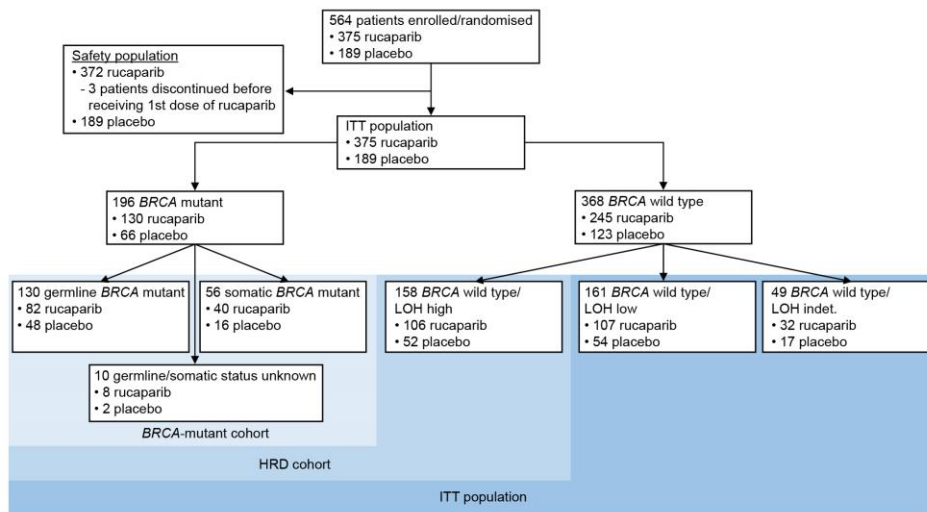 564 patients enrolled/randomised
• 375 rucaparib
• 189 placebo
Safety population
• 372 rucaparib
- 3 patients discontinued before
receiving 1st dose of rucaparib
• 189 placebo
ITT population
• 375 rucaparib
• 189 placebo
196 BRCA mutant
• 130 rucaparib
• 66 placebo
368 BRCA wild type
• 245 rucaparib
• 123 placebo
130 germline BRCA mutant
• 82 rucaparib
• 48 placebo
56 somatic BRCA mutant
• 40 rucaparib
• 16 placebo
158 BRCA wild type/
LOH high
• 106 rucaparib
• 52 placebo
161 BRCA wild type/
LOH low
• 107 rucaparib
• 54 placebo
49 BRCA wild type/
LOH indet.
• 32 rucaparib
• 17 placebo
10 germline/somatic status unknown
• 8 rucaparib
• 2 placebo
BRCA-mutant cohort
HRD cohort
ITT population